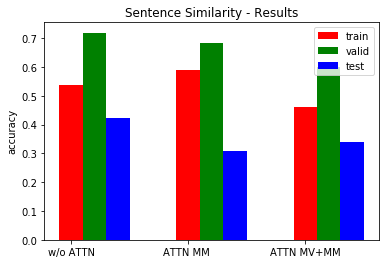 Sentence Similarity - Results
train
valid
test
accuracy
0.7
0.6
0.5
0.4
0.3
0.2
0.1
0.0
w/o ATTN
ATTN MM
ATTN MV+MM